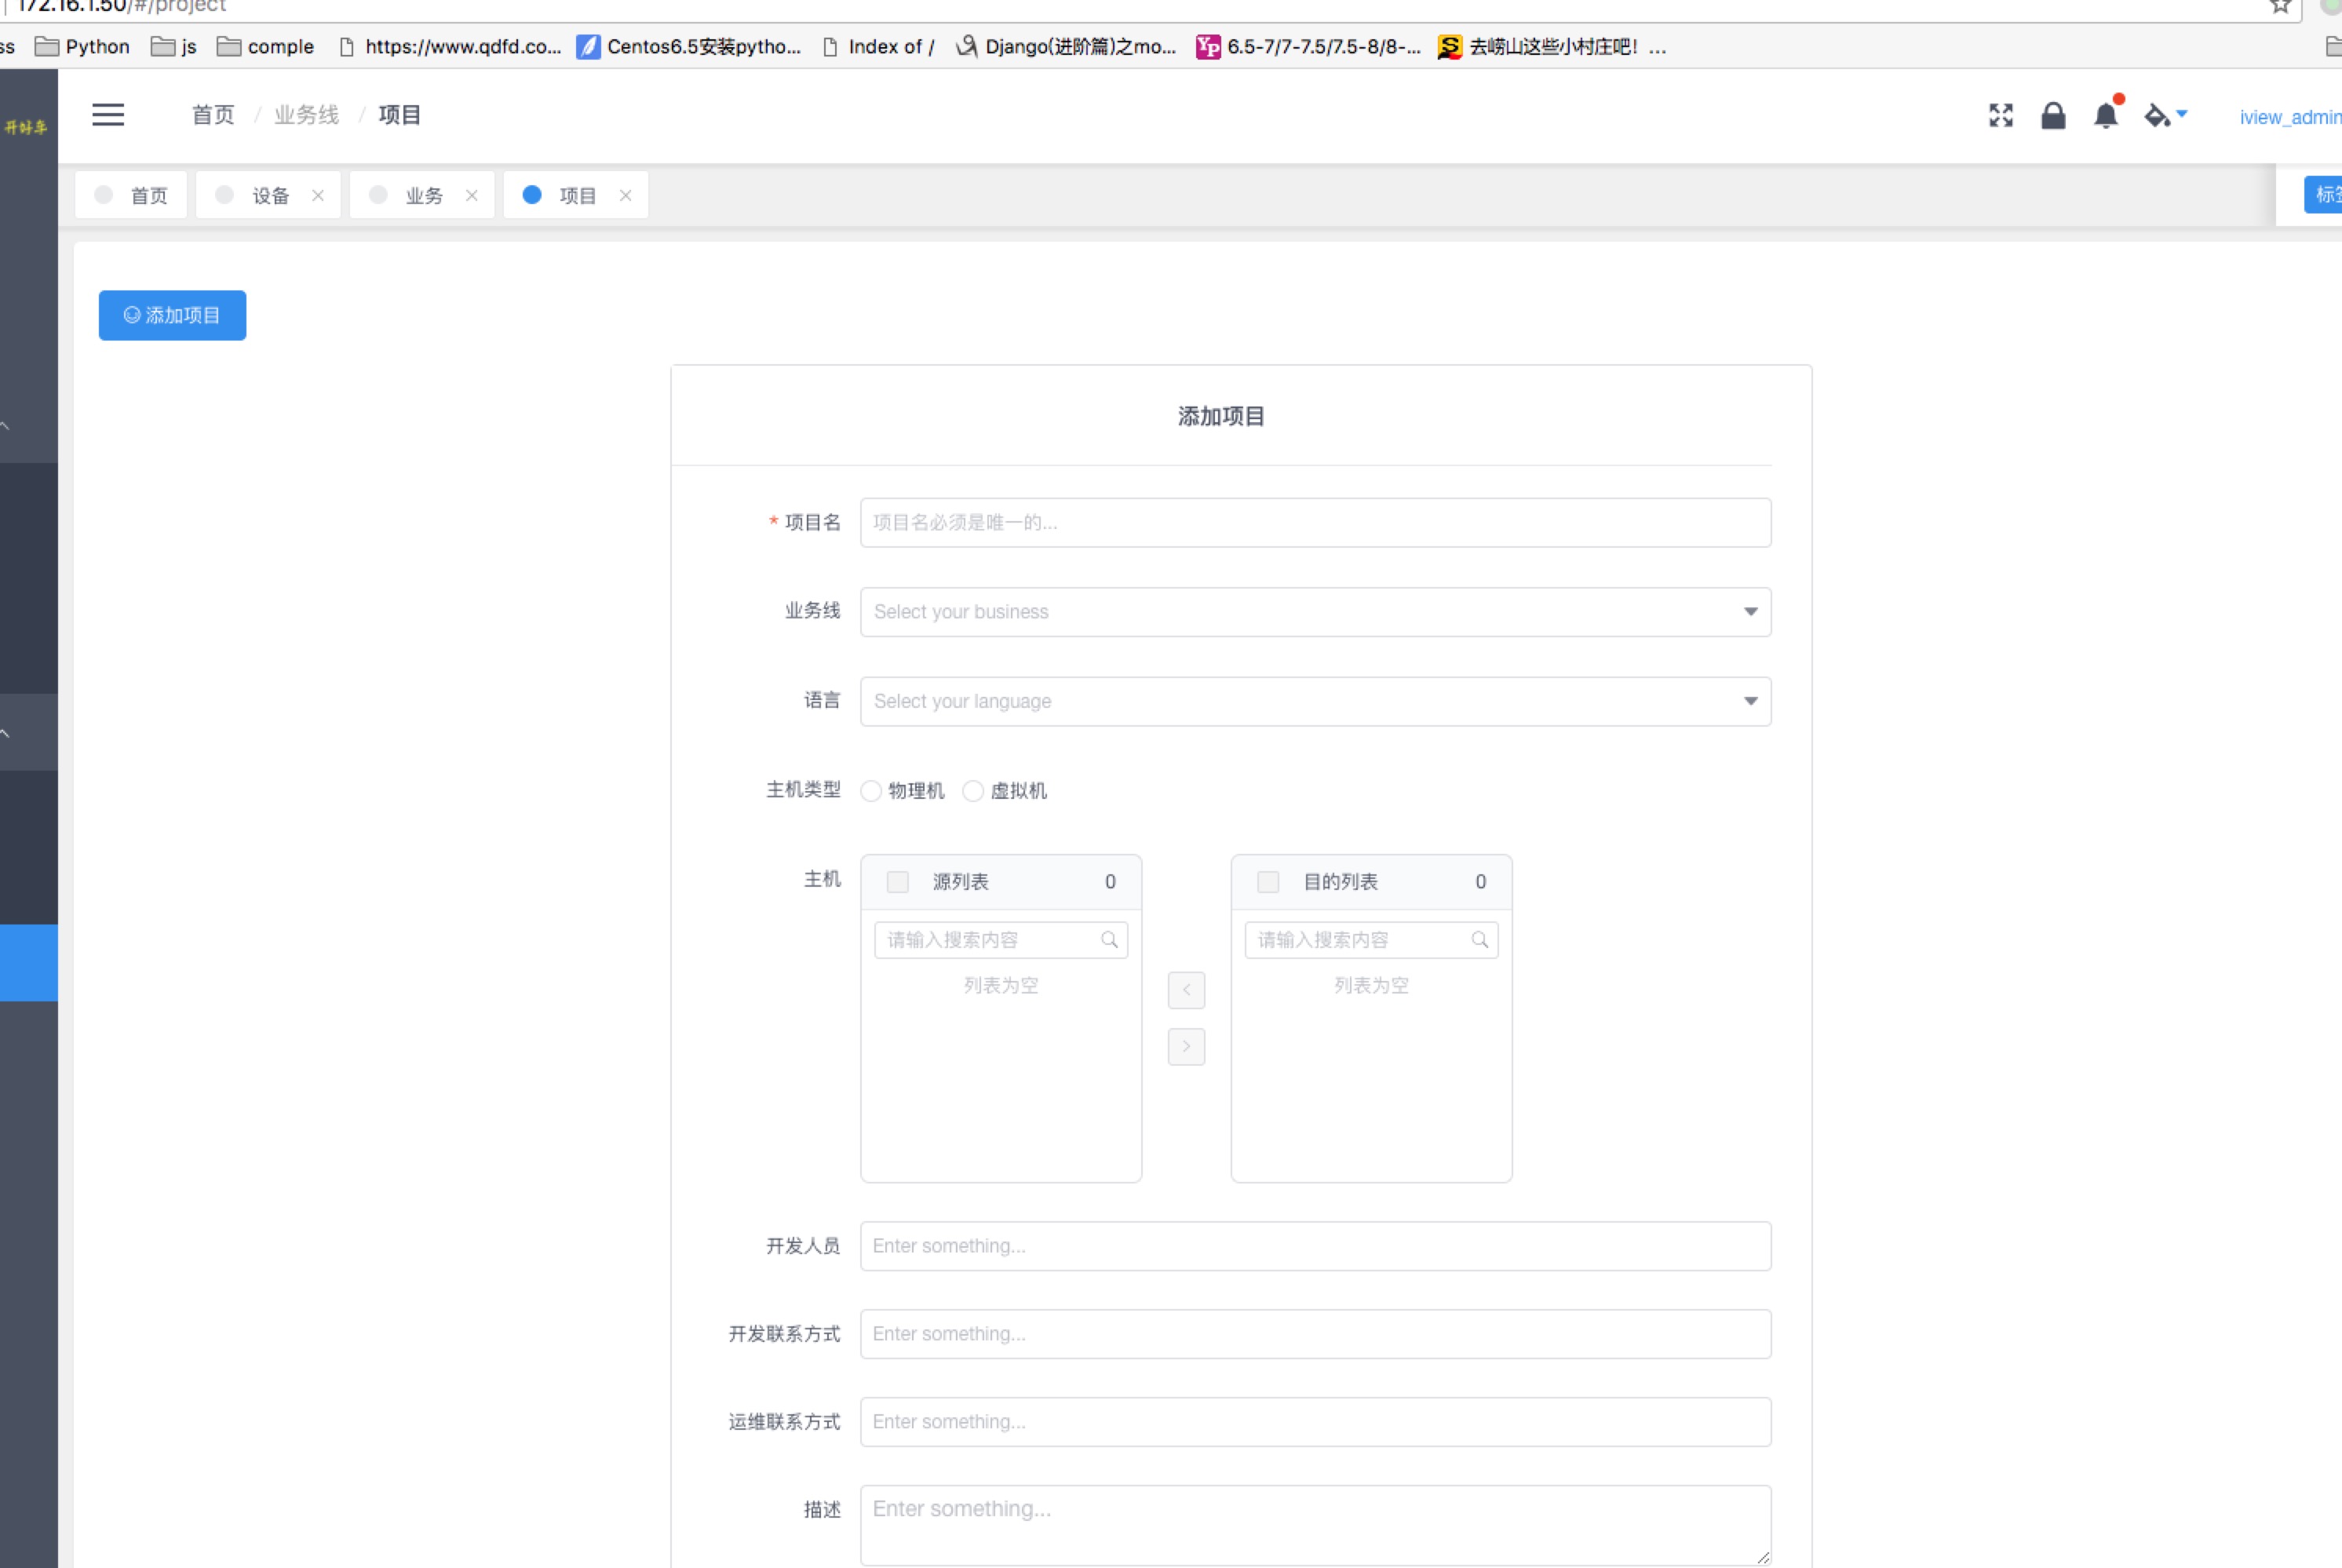 172.16.1.50/#/project
ss Python js comple https://www.qdfd.co... Centos6.5安装pytho... Index of / Django(进阶篇)之mo... YP 6.5-7/7-7.5/7.5-8/8-... S 去崂山这些小村庄吧！...
开好车
首页 / 业务线 / 项目
iview_admin
首页 设备 业务 项目
标签
添加项目
添加项目
* 项目名 项目名必须是唯一的...
业务线 Select your business
语言 Select your language
主机类型 物理机 虚拟机
主机 源列表 0 目的列表 0
请输入搜索内容 请输入搜索内容
列表为空 列表为空
< 
>
开发人员 Enter something...
开发联系方式 Enter something...
运维联系方式 Enter something...
描述 Enter something...